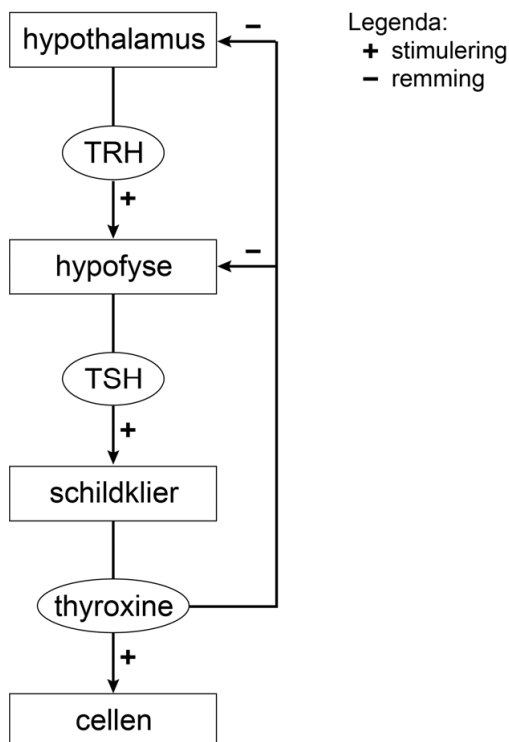 hypothalamus
Legenda:
+ stimulering
− remming
−
TRH
+
hypofyse
−
TSH
+
schildklier
thyroxine
+
cellen